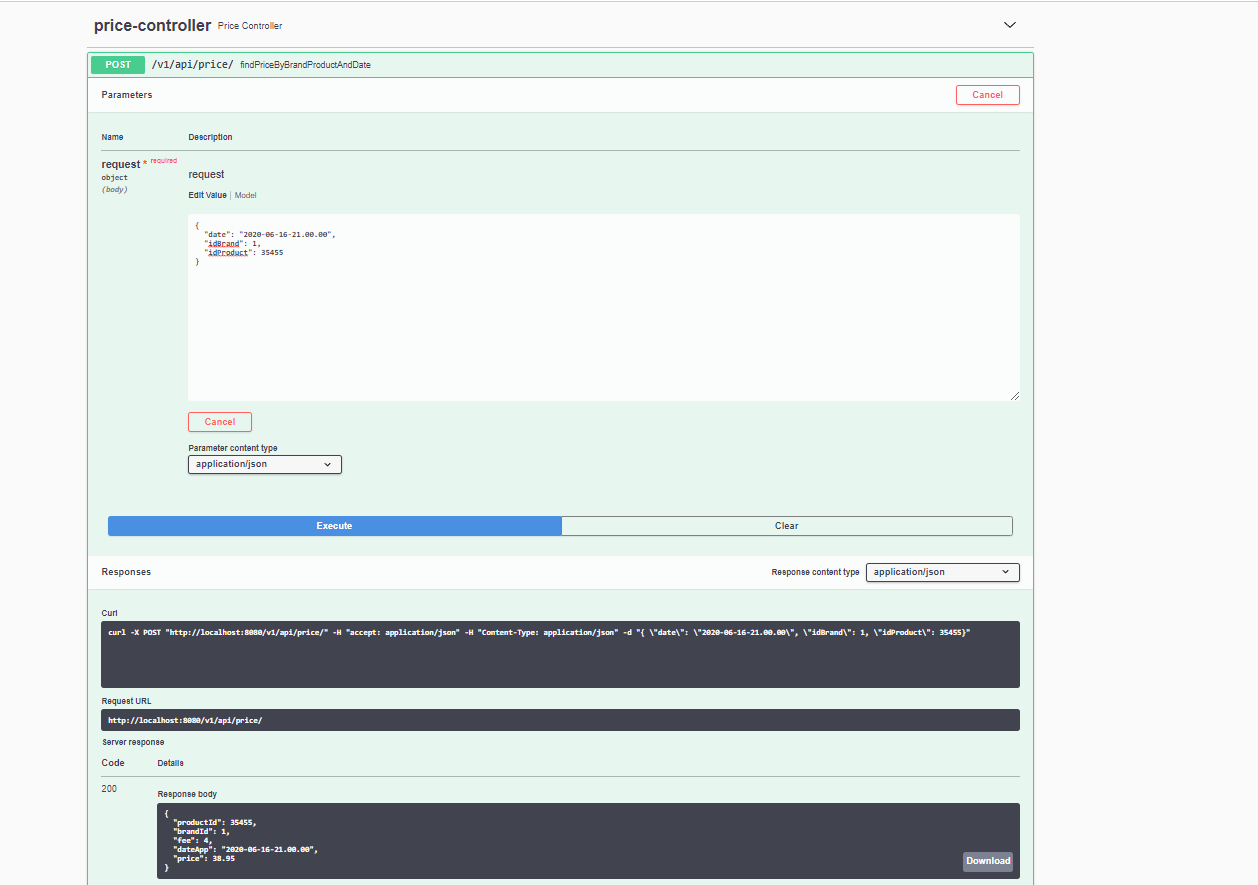 price-controller Price Controller
POST /v1/api/price/ findPriceByBrandProductAndDate
Parameters Cancel
Name Description
request * required
object
(body)
request
Edit Value | Model
{
"date": "2020-06-16-21.00.00",
"idBrand": 1,
"idProduct": 35455
}
Cancel
Parameter content type
application/json
Execute Clear
Responses Response content type application/json
Curl
curl -X POST "http://localhost:8080/v1/api/price/" -H "accept: application/json" -H "Content-Type: application/json" -d "{ \"date\": \"2020-06-16-21.00.00\", \"idBrand\": 1, \"idProduct\": 35455}"
Request URL
http://localhost:8080/v1/api/price/
Server response
Code Details
200
Response body
{
"productId": 35455,
"brandId": 1,
"fee": 4,
"dateApp": "2020-06-16-21.00.00",
"price": 38.95
}
Download